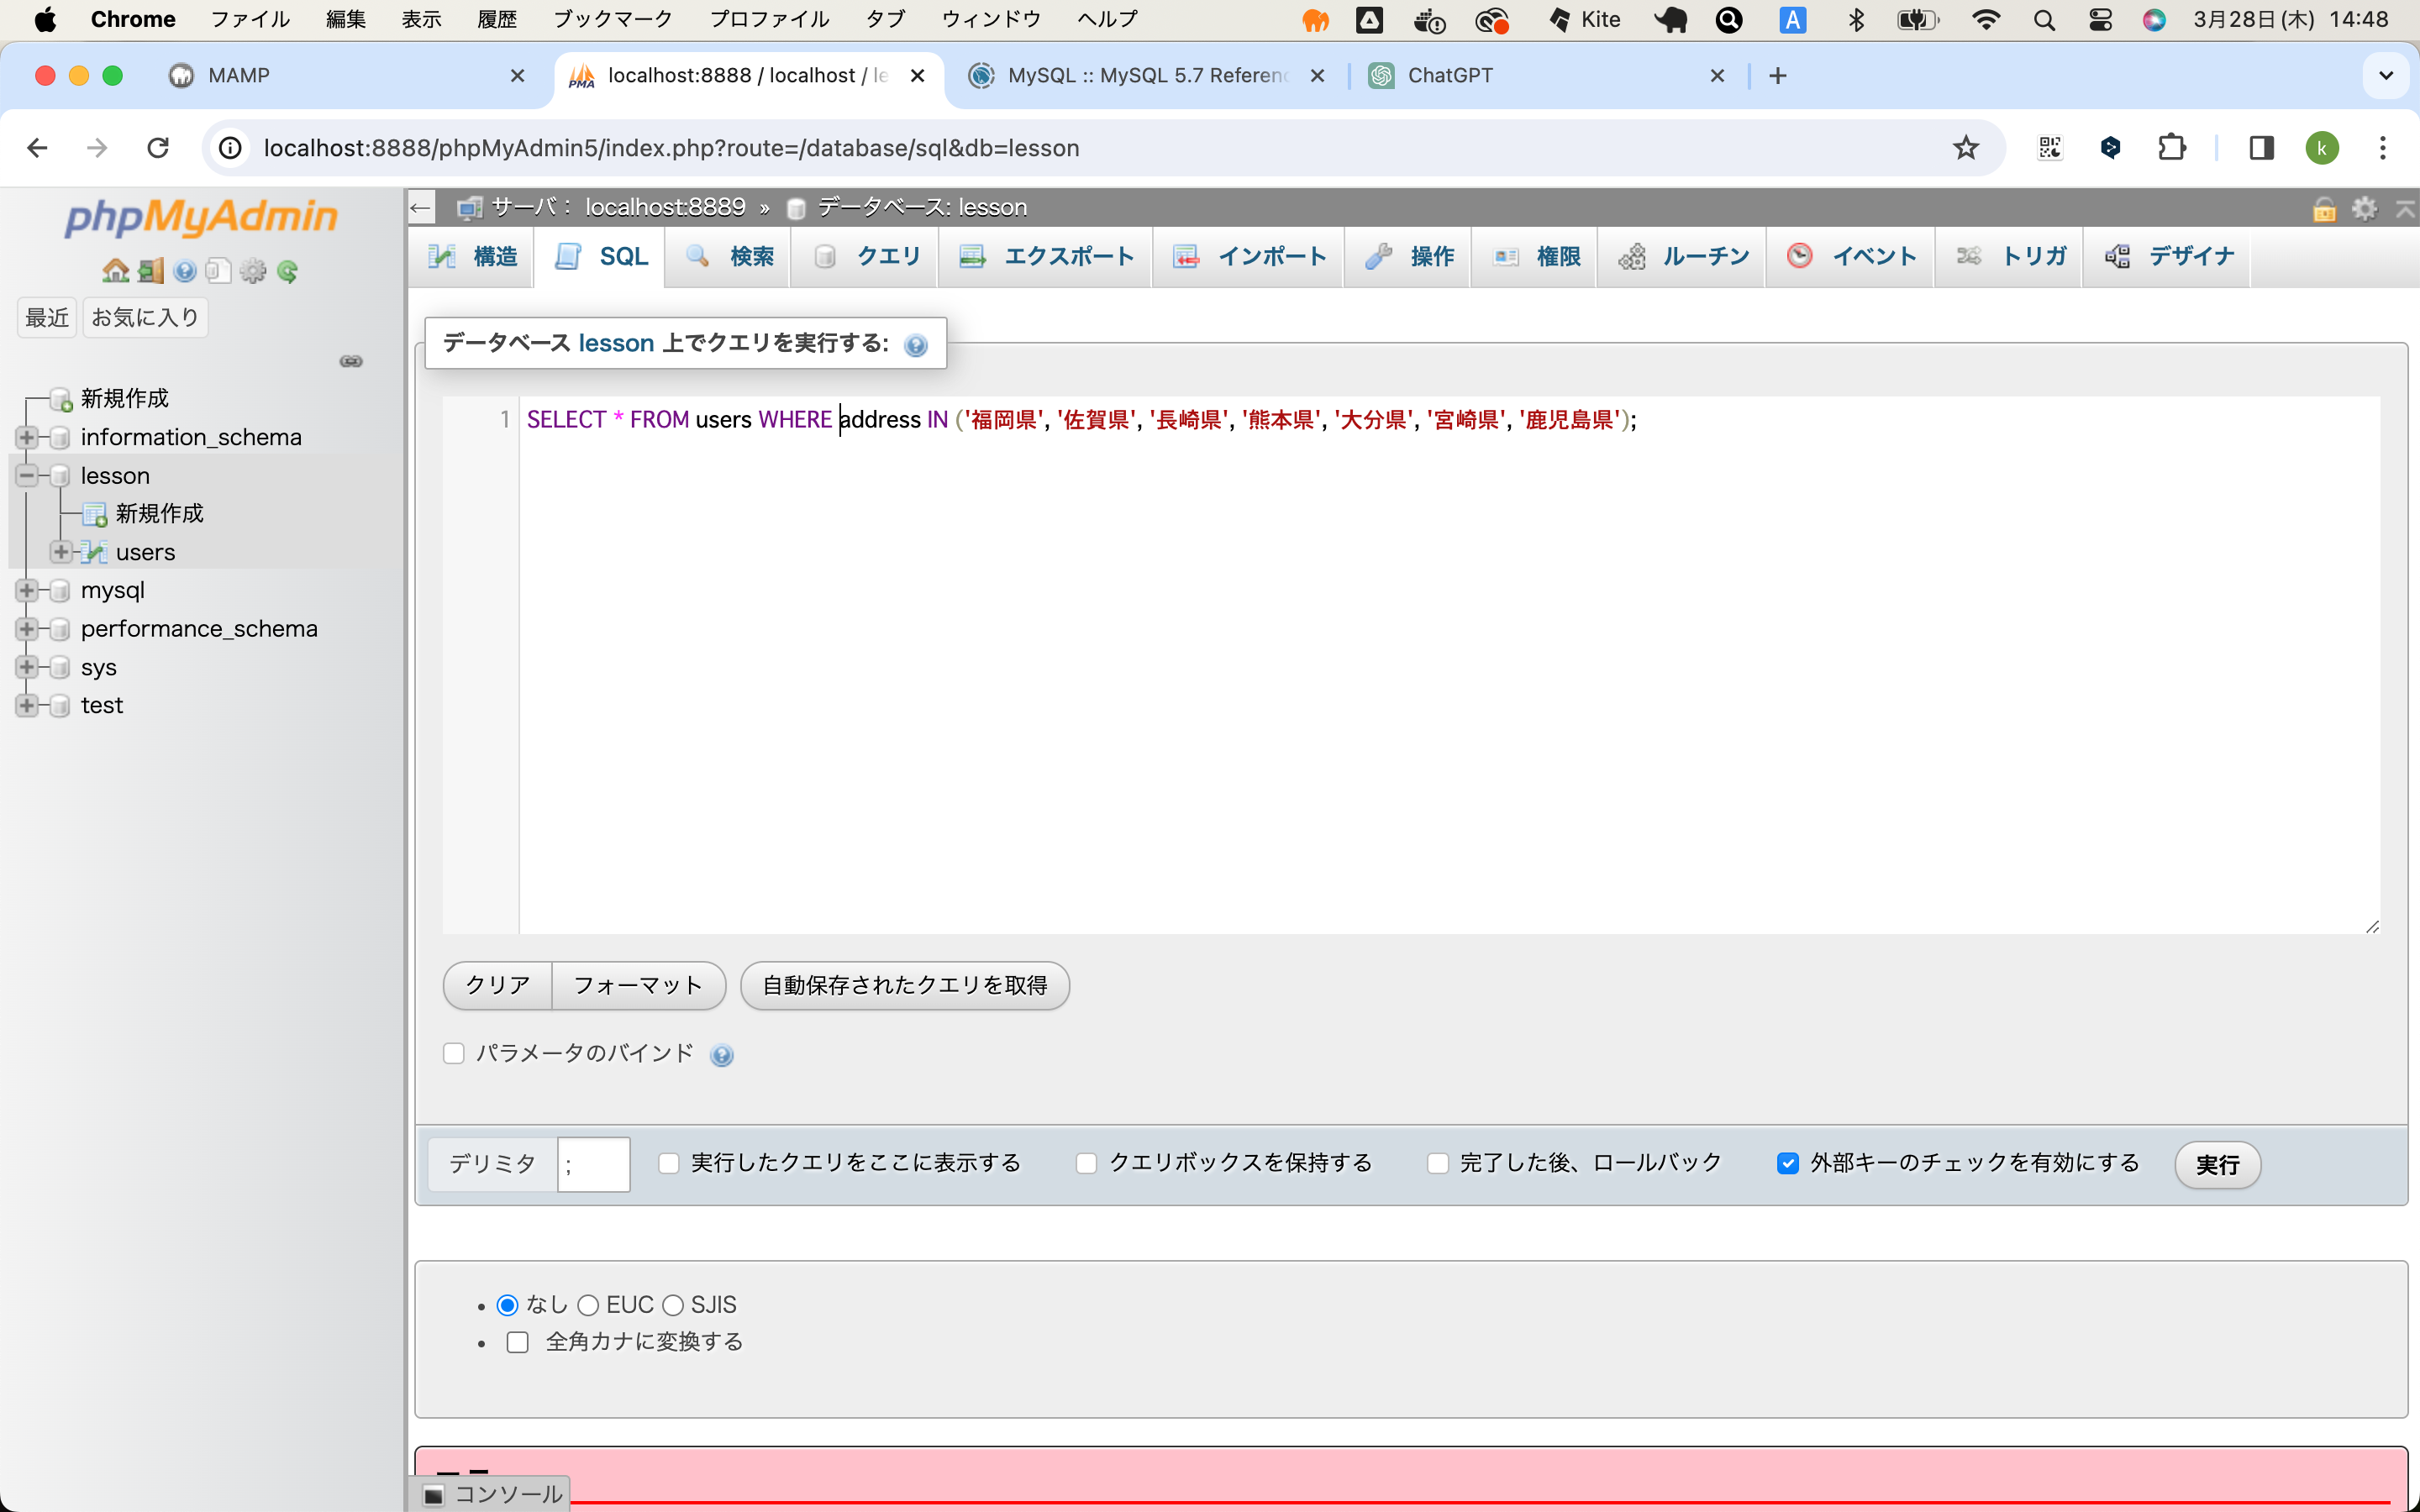 Chrome ファイル 編集 表示 履歴 ブックマーク プロファイル タブ ウィンドウ ヘルプ Kite A 3月28日(木) 14:48
MAMP localhost:8888 / localhost / le MySQL :: MySQL 5.7 Referenc ChatGPT
localhost:8888/phpMyAdmin5/index.php?route=/database/sql&db=lesson k
phpMyAdmin
最近 お気に入り
新規作成
information_schema
lesson
新規作成
users
mysql
performance_schema
sys
test
サーバ： localhost:8889 » データベース: lesson
構造 SQL 検索 クエリ エクスポート インポート 操作 権限 ルーチン イベント トリガ デザイナ
データベース lesson 上でクエリを実行する:
1 SELECT * FROM users WHERE address IN ('福岡県', '佐賀県', '長崎県', '熊本県', '大分県', '宮崎県', '鹿児島県');
クリア フォーマット 自動保存されたクエリを取得
パラメータのバインド
デリミタ ; 実行したクエリをここに表示する クエリボックスを保持する 完了した後、ロールバック 外部キーのチェックを有効にする 実行
• なし EUC SJIS
• 全角カナに変換する
コンソール